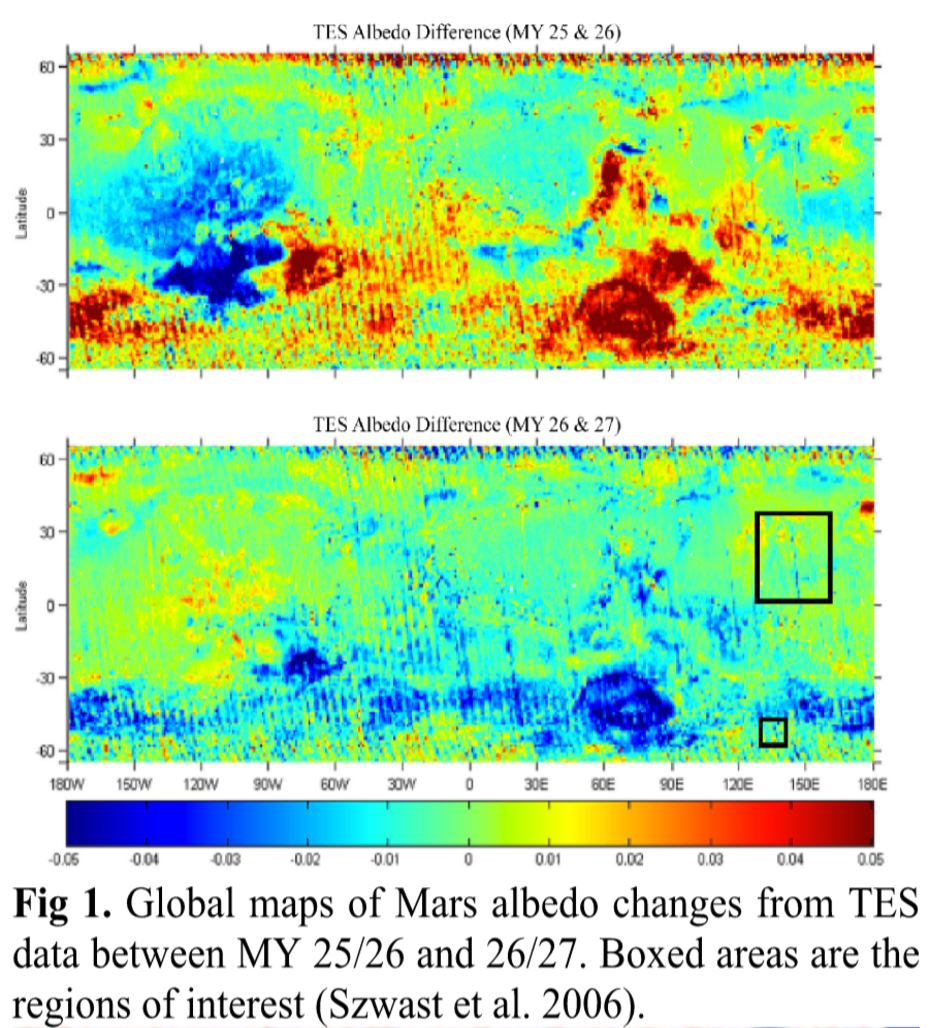 TES Albedo Difference (MY 25 & 26)
60
30
0
-30
-60
Latitude
TES Albedo Difference (MY 26 & 27)
60
30
0
-30
-60
Latitude
180W 150W 120W 90W 60W 30W 0 30E 60E 90E 120E 150E 180E
-0.05 -0.04 -0.03 -0.02 -0.01 0 0.01 0.02 0.03 0.04 0.05
Fig 1. Global maps of Mars albedo changes from TES
data between MY 25/26 and 26/27. Boxed areas are the
regions of interest (Szwast et al. 2006).